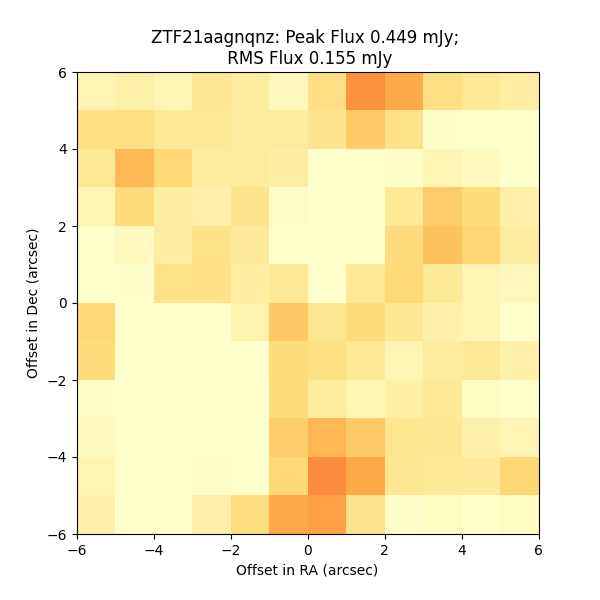 ZTF21aagnqnz: Peak Flux 0.449 mJy;
RMS Flux 0.155 mJy
6
4
2
0
−2
−4
−6
Offset in Dec (arcsec)
−6 −4 −2 0 2 4 6
Offset in RA (arcsec)